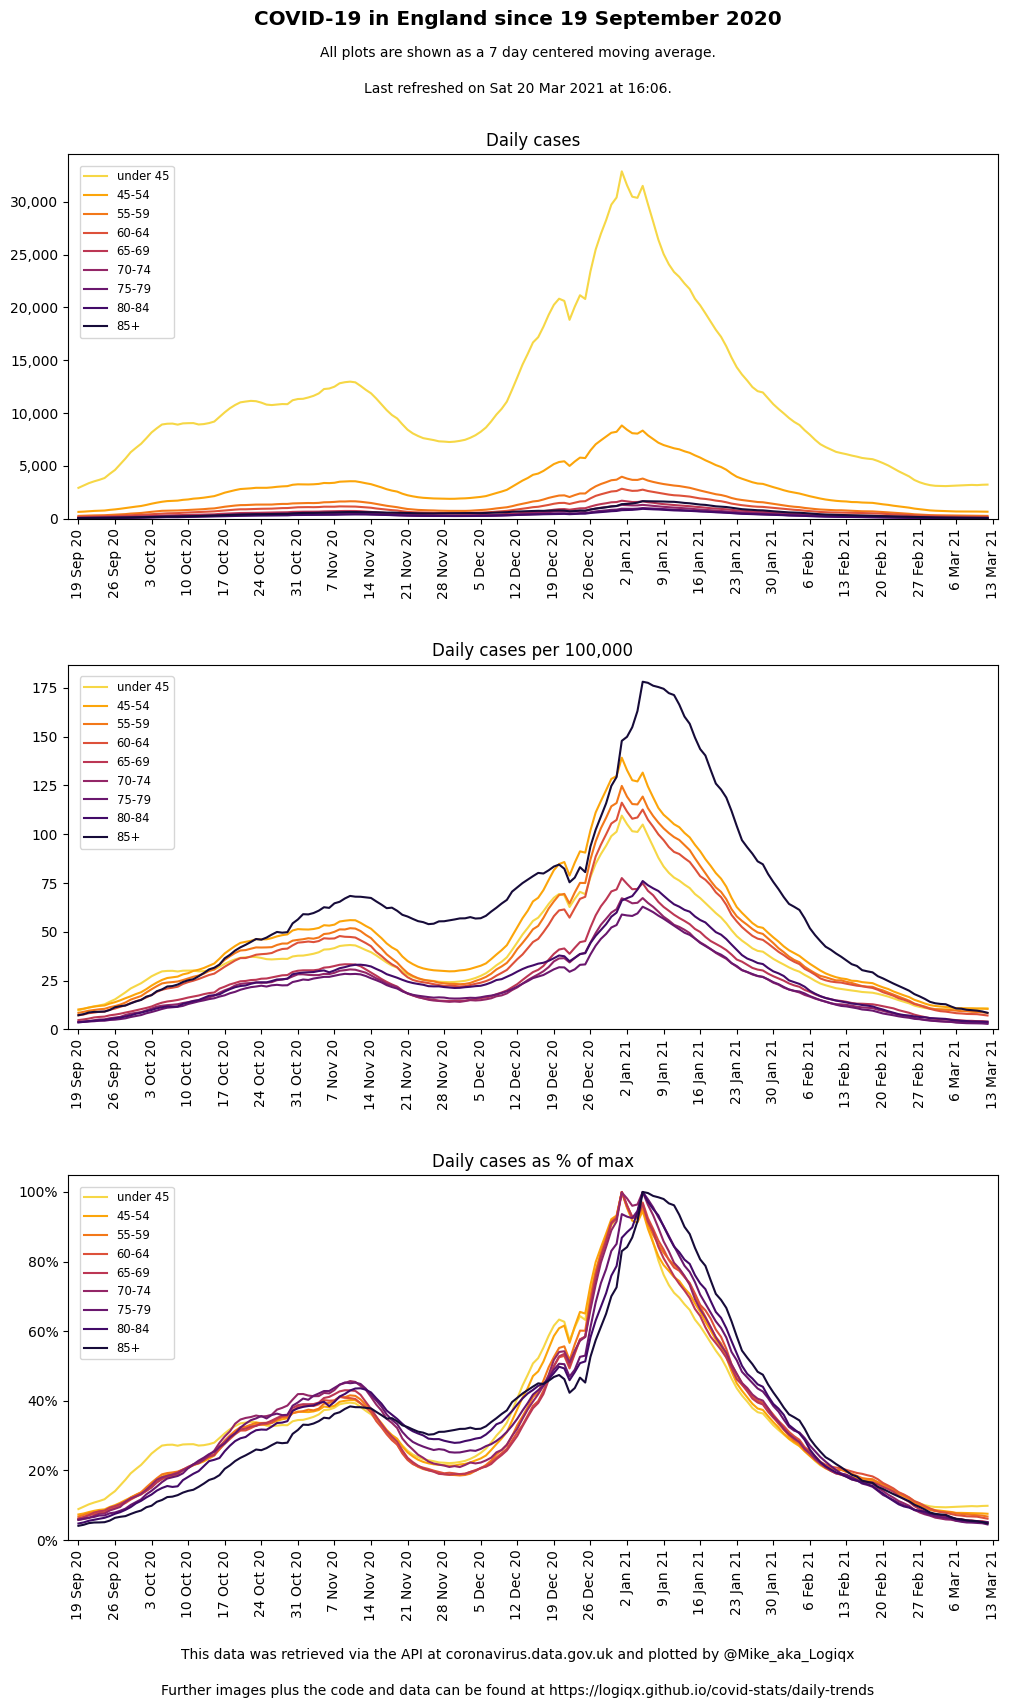 COVID-19 in England since 19 September 2020
All plots are shown as a 7 day centered moving average.
Last refreshed on Sat 20 Mar 2021 at 16:06.
Daily cases
under 45
45-54
55-59
60-64
65-69
70-74
75-79
80-84
85+
30,000
25,000
20,000
15,000
10,000
5,000
0
19 Sep 20
26 Sep 20
3 Oct 20
10 Oct 20
17 Oct 20
24 Oct 20
31 Oct 20
7 Nov 20
14 Nov 20
21 Nov 20
28 Nov 20
5 Dec 20
12 Dec 20
19 Dec 20
26 Dec 20
2 Jan 21
9 Jan 21
16 Jan 21
23 Jan 21
30 Jan 21
6 Feb 21
13 Feb 21
20 Feb 21
27 Feb 21
6 Mar 21
13 Mar 21
Daily cases per 100,000
under 45
45-54
55-59
60-64
65-69
70-74
75-79
80-84
85+
175
150
125
100
75
50
25
0
19 Sep 20
26 Sep 20
3 Oct 20
10 Oct 20
17 Oct 20
24 Oct 20
31 Oct 20
7 Nov 20
14 Nov 20
21 Nov 20
28 Nov 20
5 Dec 20
12 Dec 20
19 Dec 20
26 Dec 20
2 Jan 21
9 Jan 21
16 Jan 21
23 Jan 21
30 Jan 21
6 Feb 21
13 Feb 21
20 Feb 21
27 Feb 21
6 Mar 21
13 Mar 21
Daily cases as % of max
under 45
45-54
55-59
60-64
65-69
70-74
75-79
80-84
85+
100%
80%
60%
40%
20%
0%
19 Sep 20
26 Sep 20
3 Oct 20
10 Oct 20
17 Oct 20
24 Oct 20
31 Oct 20
7 Nov 20
14 Nov 20
21 Nov 20
28 Nov 20
5 Dec 20
12 Dec 20
19 Dec 20
26 Dec 20
2 Jan 21
9 Jan 21
16 Jan 21
23 Jan 21
30 Jan 21
6 Feb 21
13 Feb 21
20 Feb 21
27 Feb 21
6 Mar 21
13 Mar 21
This data was retrieved via the API at coronavirus.data.gov.uk and plotted by @Mike_aka_Logiqx
Further images plus the code and data can be found at https://logiqx.github.io/covid-stats/daily-trends